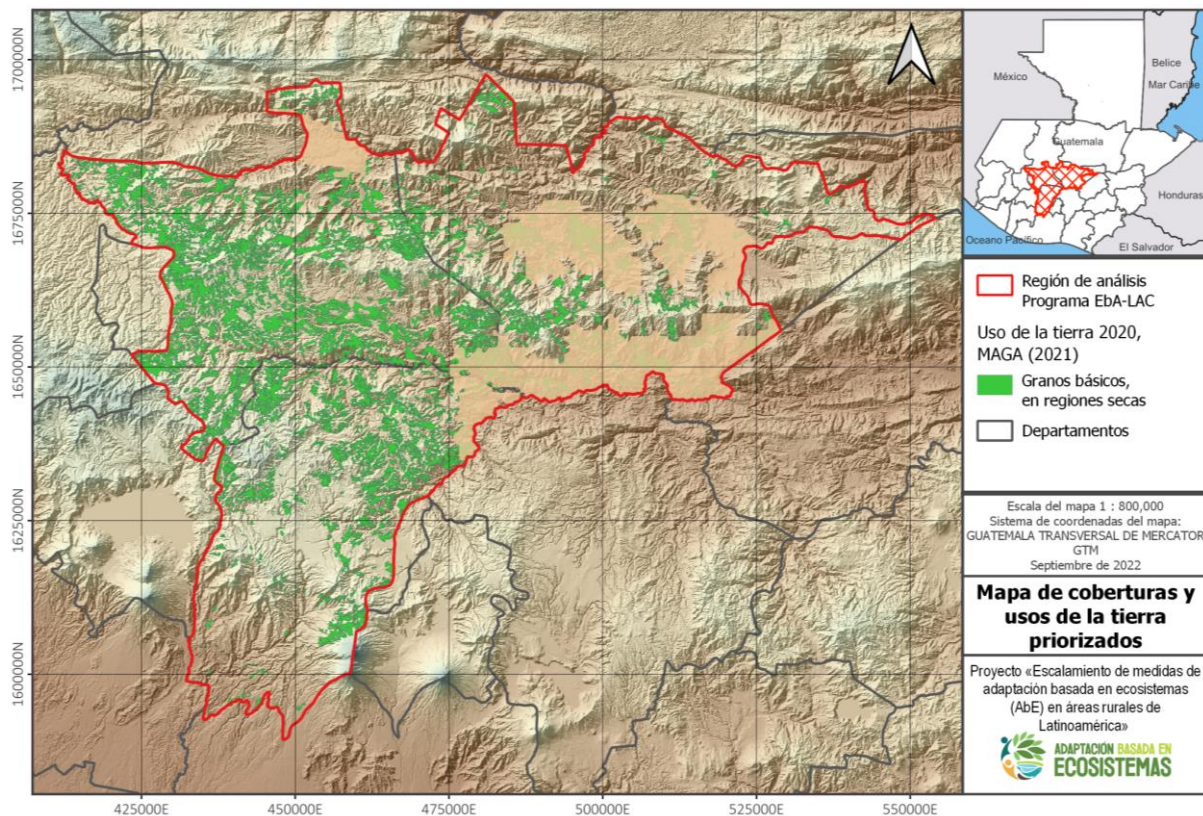 1700000N
1675000N
1650000N
1625000N
1600000N
425000E
450000E
475000E
500000E
525000E
550000E
México
Belice
Mar Caribe
Guatemala
Honduras
Oceano Pacífico
El Salvador
Región de análisis
Programa EbA-LAC
Uso de la tierra 2020,
MAGA (2021)
Granos básicos,
en regiones secas
Departamentos
Escala del mapa 1 : 800,000
Sistema de coordenadas del mapa:
GUATEMALA TRANSVERSAL DE MERCATOR
GTM
Septiembre de 2022
Mapa de coberturas y
usos de la tierra
priorizados
Proyecto «Escalamiento de medidas de
adaptación basada en ecosistemas
(AbE) en áreas rurales de
Latinoamérica»
ADAPTACIÓN BASADA EN
ECOSISTEMAS